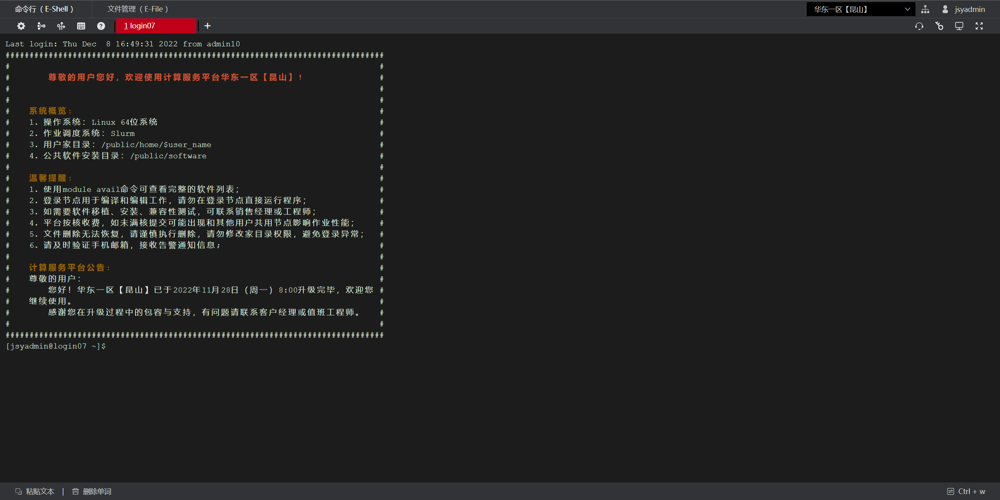 命令行（E-Shell） 文件管理（E-File） 华东一区【昆山】 jsyadmin
1 login07 +
Last login: Thu Dec  8 16:49:31 2022 from admin10
###############################################################################
#                                                                             #
#        尊敬的用户您好，欢迎使用计算服务平台华东一区【昆山】！                #
#                                                                             #
#                                                                             #
#    系统概览：                                                               #
#    1. 操作系统：Linux 64位系统                                              #
#    2. 作业调度系统：Slurm                                                   #
#    3. 用户家目录：/public/home/$user_name                                   #
#    4. 公共软件安装目录：/public/software                                    #
#                                                                             #
#    温馨提醒：                                                               #
#    1. 使用module avail命令可查看完整的软件列表；                            #
#    2. 登录节点用于编译和编辑工作，请勿在登录节点直接运行程序；              #
#    3. 如需要软件移植、安装、兼容性测试，可联系销售经理或工程师；            #
#    4. 平台按核收费，如未满核提交可能出现和其他用户共用节点影响作业性能；    #
#    5. 文件删除无法恢复，请谨慎执行删除，请勿修改家目录权限，避免登录异常；  #
#    6. 请及时验证手机邮箱，接收告警通知信息；                                #
#                                                                             #
#    计算服务平台公告：                                                       #
#    尊敬的用户：                                                             #
#        您好！华东一区【昆山】已于2022年11月28日（周一）8:00升级完毕，欢迎您 #
#    继续使用。                                                               #
#        感谢您在升级过程中的包容与支持，有问题请联系客户经理或值班工程师。   #
#                                                                             #
###############################################################################
[jsyadmin@login07 ~]$
粘贴文本 | 删除单词 Ctrl + w